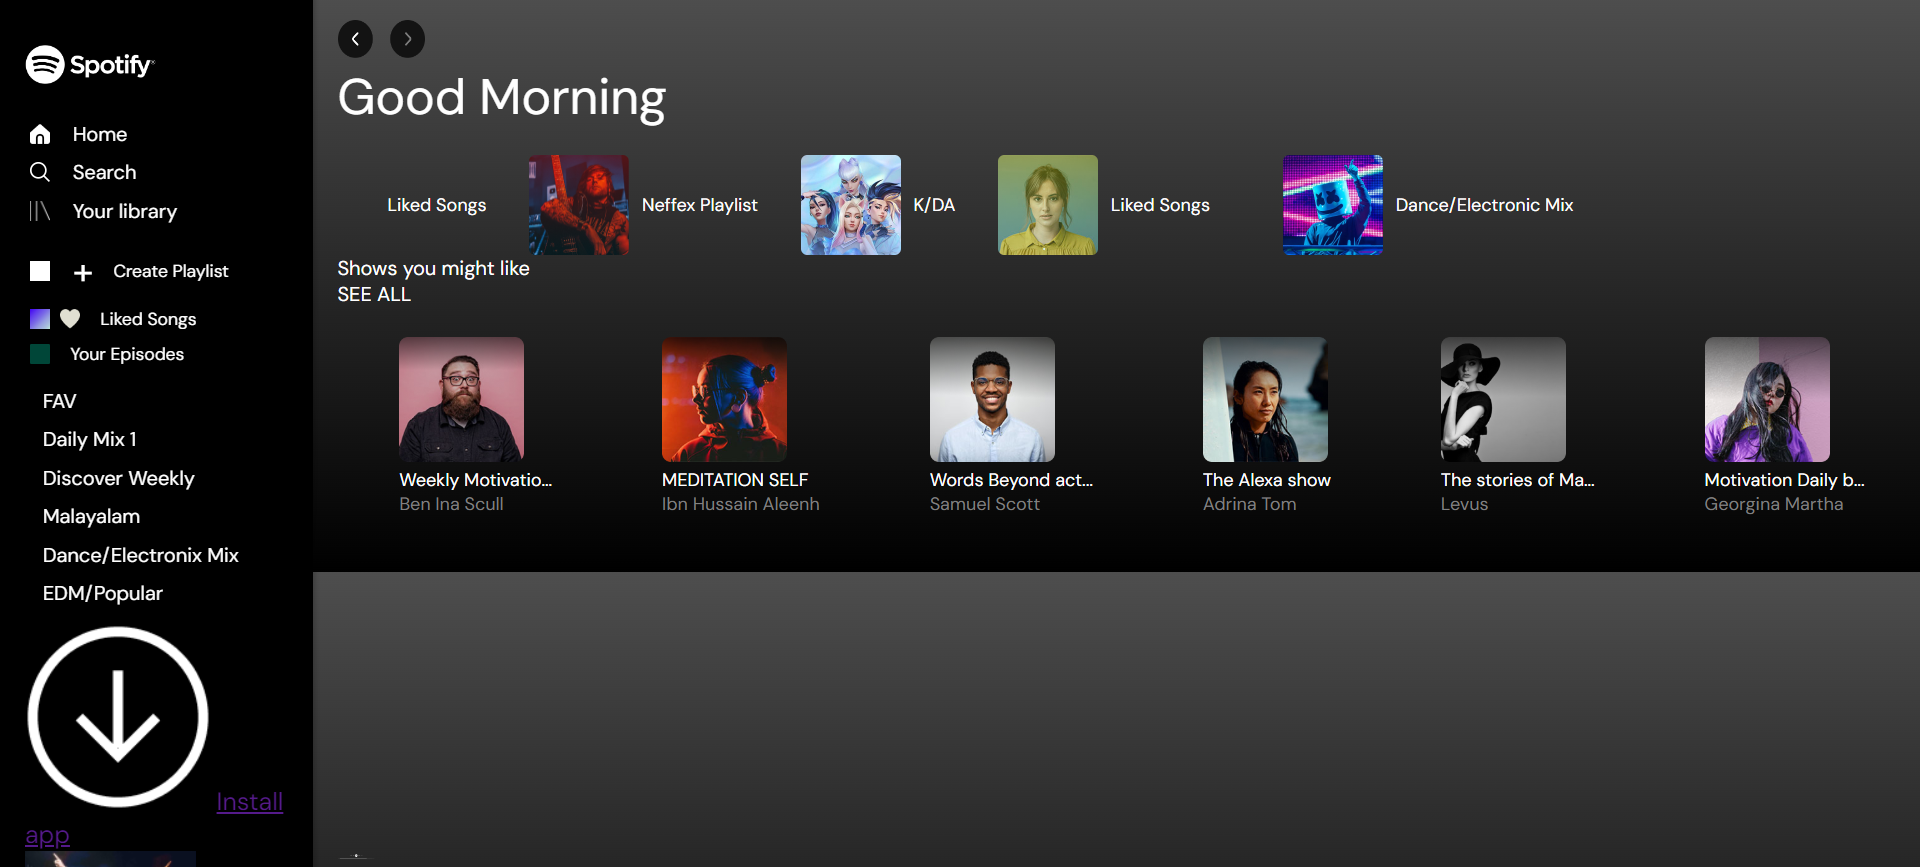 Spotify
Home
Search
Your library
Create Playlist
Liked Songs
Your Episodes
FAV
Daily Mix 1
Discover Weekly
Malayalam
Dance/Electronix Mix
EDM/Popular
Install
app
Good Morning
Liked Songs
Neffex Playlist
K/DA
Liked Songs
Dance/Electronic Mix
Shows you might like
SEE ALL
Weekly Motivatio...
Ben Ina Scull
MEDITATION SELF
Ibn Hussain Aleenh
Words Beyond act...
Samuel Scott
The Alexa show
Adrina Tom
The stories of Ma...
Levus
Motivation Daily b...
Georgina Martha